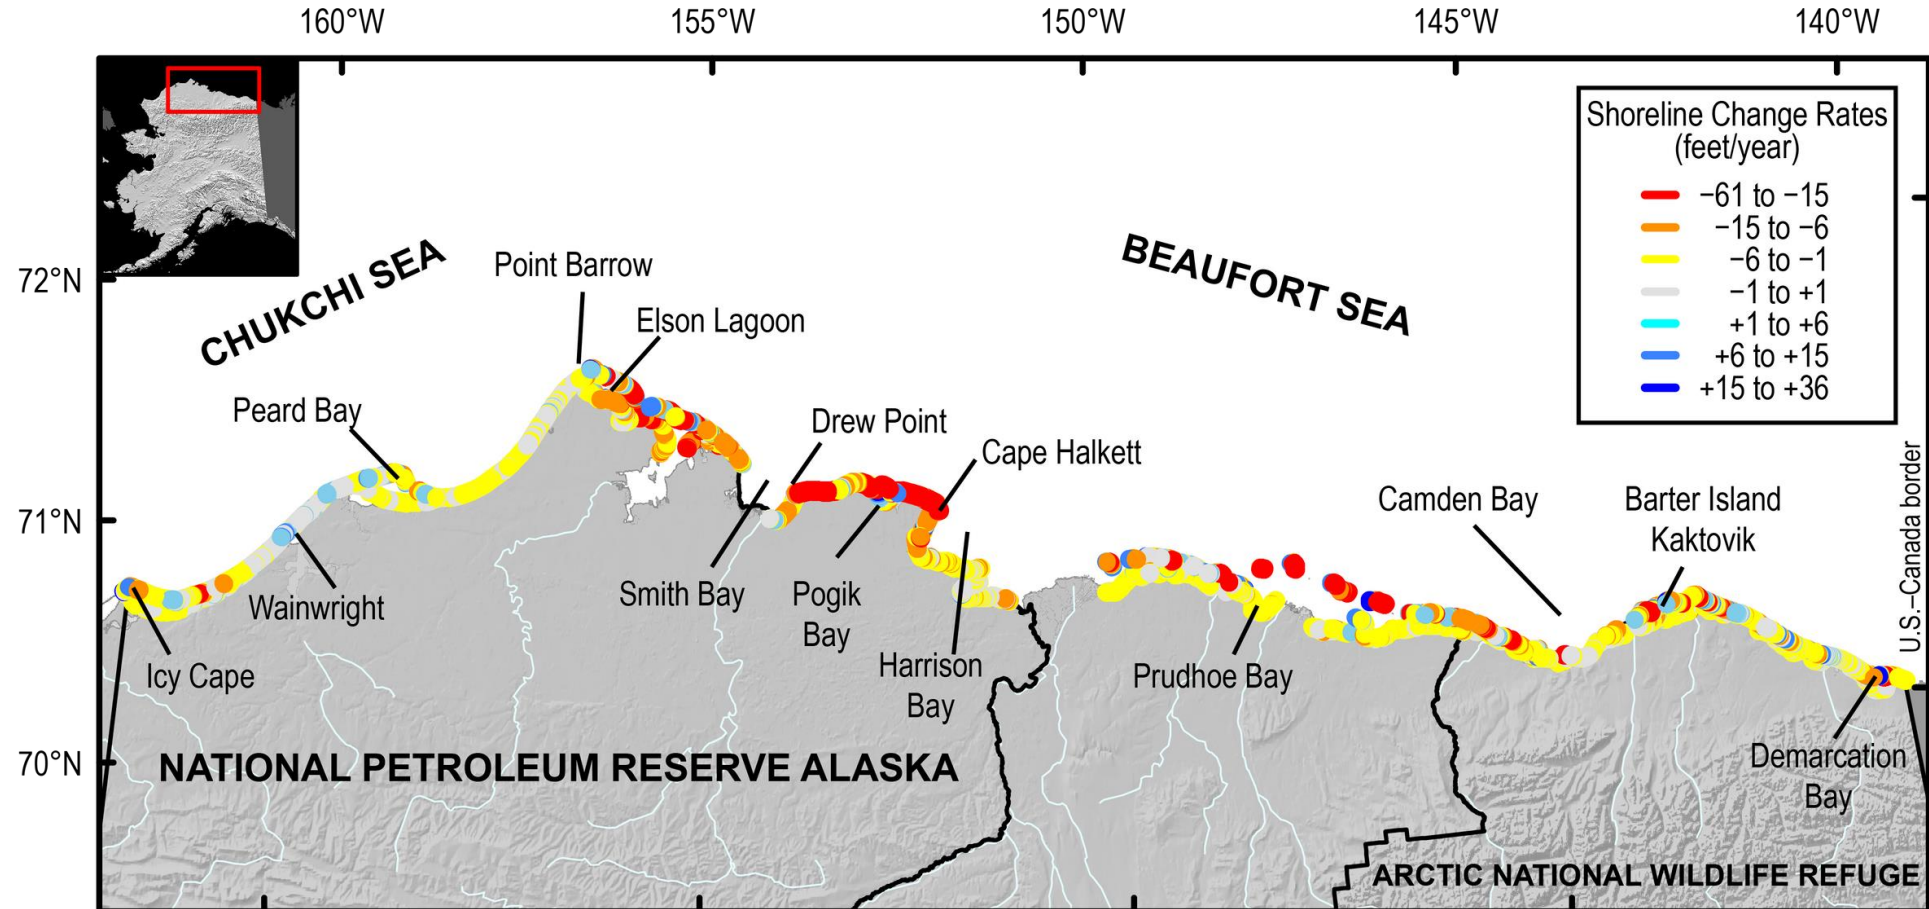 160°W
155°W
150°W
145°W
140°W
Shoreline Change Rates
(feet/year)
−61 to −15
−15 to −6
−6 to −1
−1 to +1
+1 to +6
+6 to +15
+15 to +36
72°N
71°N
70°N
CHUKCHI SEA
BEAUFORT SEA
Point Barrow
Elson Lagoon
Peard Bay
Drew Point
Cape Halkett
Camden Bay
Barter Island
Kaktovik
U.S.–Canada border
Wainwright
Smith Bay
Pogik
Bay
Icy Cape
Harrison
Bay
Prudhoe Bay
Demarcation
Bay
NATIONAL PETROLEUM RESERVE ALASKA
ARCTIC NATIONAL WILDLIFE REFUGE